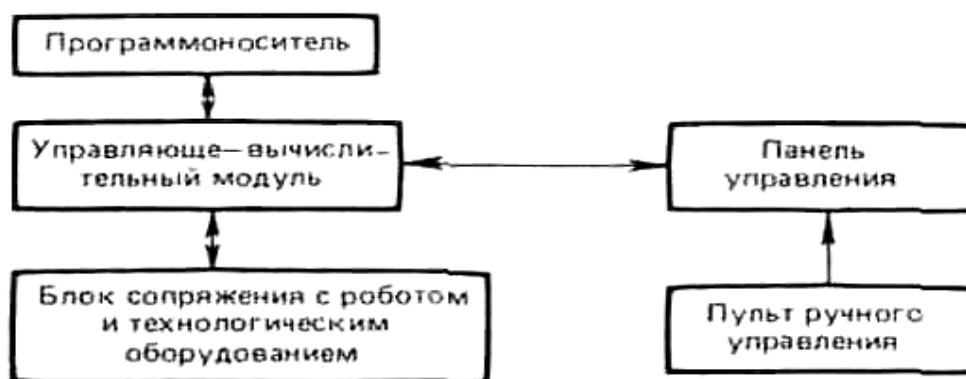 Программоноситель
Управляюще-вычисли-
тельный модуль
Панель
управления
Блок сопряжения с роботом
и технологическим
оборудованием
Пульт ручного
управления